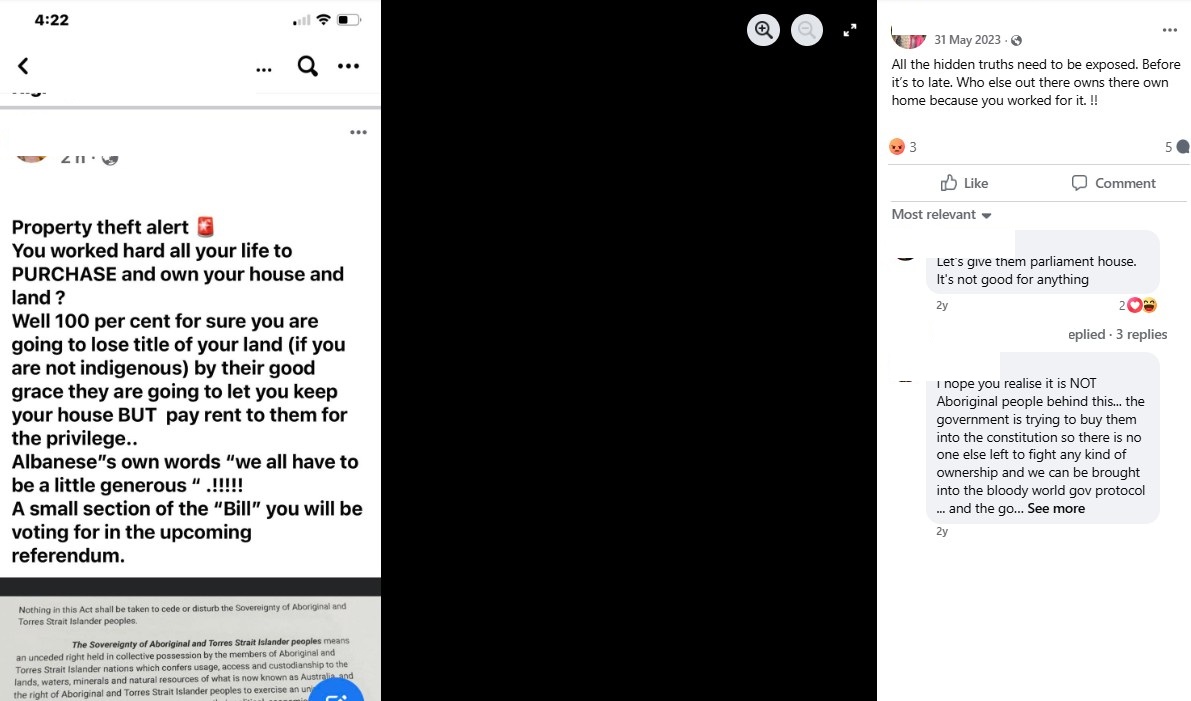 4:22
2 h
Property theft alert 🚨
You worked hard all your life to
PURCHASE and own your house and
land ?
Well 100 per cent for sure you are
going to lose title of your land (if you
are not indigenous) by their good
grace they are going to let you keep
your house BUT pay rent to them for
the privilege..
Albanese”s own words “we all have to
be a little generous “ .!!!!!
A small section of the “Bill” you will be
voting for in the upcoming
referendum.
Nothing in this Act shall be taken to cede or disturb the Sovereignty of Aboriginal and
Torres Strait Islander peoples.
The Sovereignty of Aboriginal and Torres Strait Islander peoples means
an unceded right held in collective possession by the members of Aboriginal and
Torres Strait Islander nations which confers usage, access and custodianship to the
lands, waters, minerals and natural resources of what is now known as Australia, and
the right of Aboriginal and Torres Strait Islander peoples to exercise an
31 May 2023
All the hidden truths need to be exposed. Before
it's to late. Who else out there owns there own
home because you worked for it. !!
3
5
Like
Comment
Most relevant
Let's give them parliament house.
It's not good for anything
2y
2
eplied · 3 replies
I hope you realise it is NOT
Aboriginal people behind this... the
government is trying to buy them
into the constitution so there is no
one else left to fight any kind of
ownership and we can be brought
into the bloody world gov protocol
... and the go... See more
2y